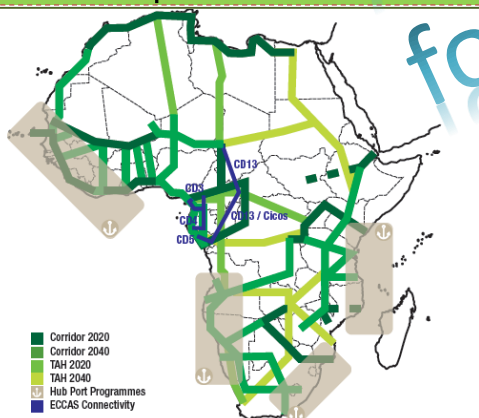 fo
CD13
CD3
CD13 / Cicos
CD4
CD5
Corridor 2020
Corridor 2040
TAH 2020
TAH 2040
Hub Port Programmes
ECCAS Connectivity